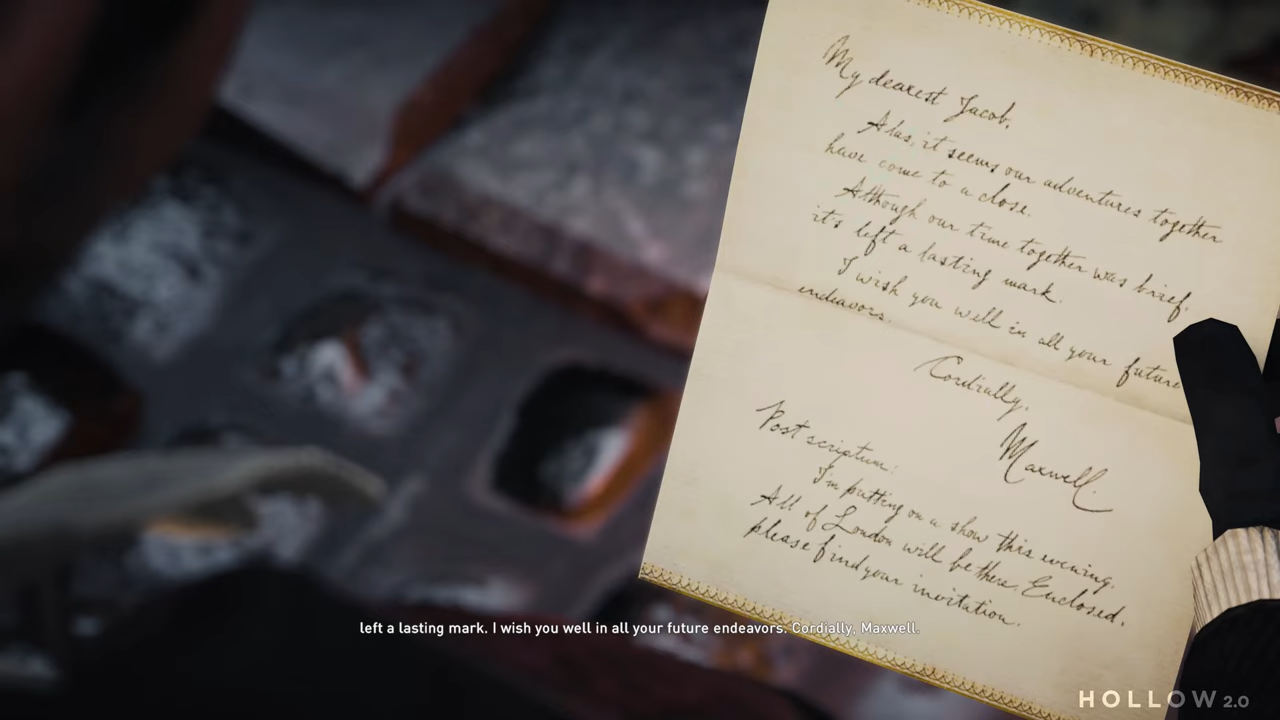 My dearest Jacob,
Alas, it seems our adventures together
have come to a close.
Although our time together was brief,
it's left a lasting mark.
I wish you well in all your future
endeavors.
Cordially,
Maxwell.
Post scriptum:
I'm putting on a show this evening.
All of London will be there. Enclosed,
please find your invitation.
left a lasting mark. I wish you well in all your future endeavors. Cordially, Maxwell.
HOLLOW 2.0